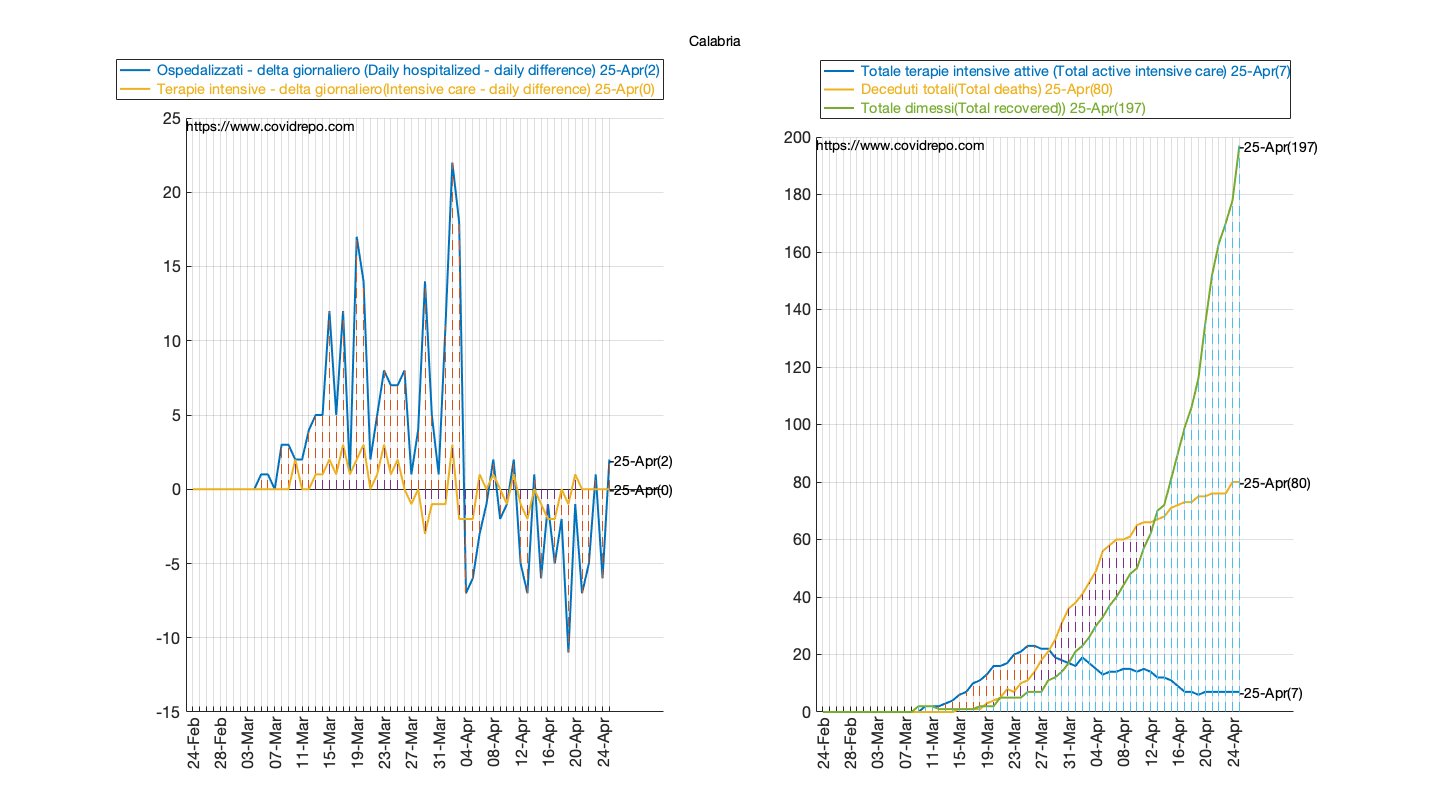 Calabria
Ospedalizzati - delta giornaliero (Daily hospitalized - daily difference) 25-Apr(2)
Terapie intensive - delta giornaliero(Intensive care - daily difference) 25-Apr(0)
https://www.covidrepo.com
25
20
15
10
5
0
-5
-10
-15
25-Apr(2)
25-Apr(0)
24-Feb
28-Feb
03-Mar
07-Mar
11-Mar
15-Mar
19-Mar
23-Mar
27-Mar
31-Mar
04-Apr
08-Apr
12-Apr
16-Apr
20-Apr
24-Apr
Totale terapie intensive attive (Total active intensive care) 25-Apr(7)
Deceduti totali(Total deaths) 25-Apr(80)
Totale dimessi(Total recovered)) 25-Apr(197)
https://www.covidrepo.com
200
180
160
140
120
100
80
60
40
20
0
25-Apr(197)
25-Apr(80)
25-Apr(7)
24-Feb
28-Feb
03-Mar
07-Mar
11-Mar
15-Mar
19-Mar
23-Mar
27-Mar
31-Mar
04-Apr
08-Apr
12-Apr
16-Apr
20-Apr
24-Apr